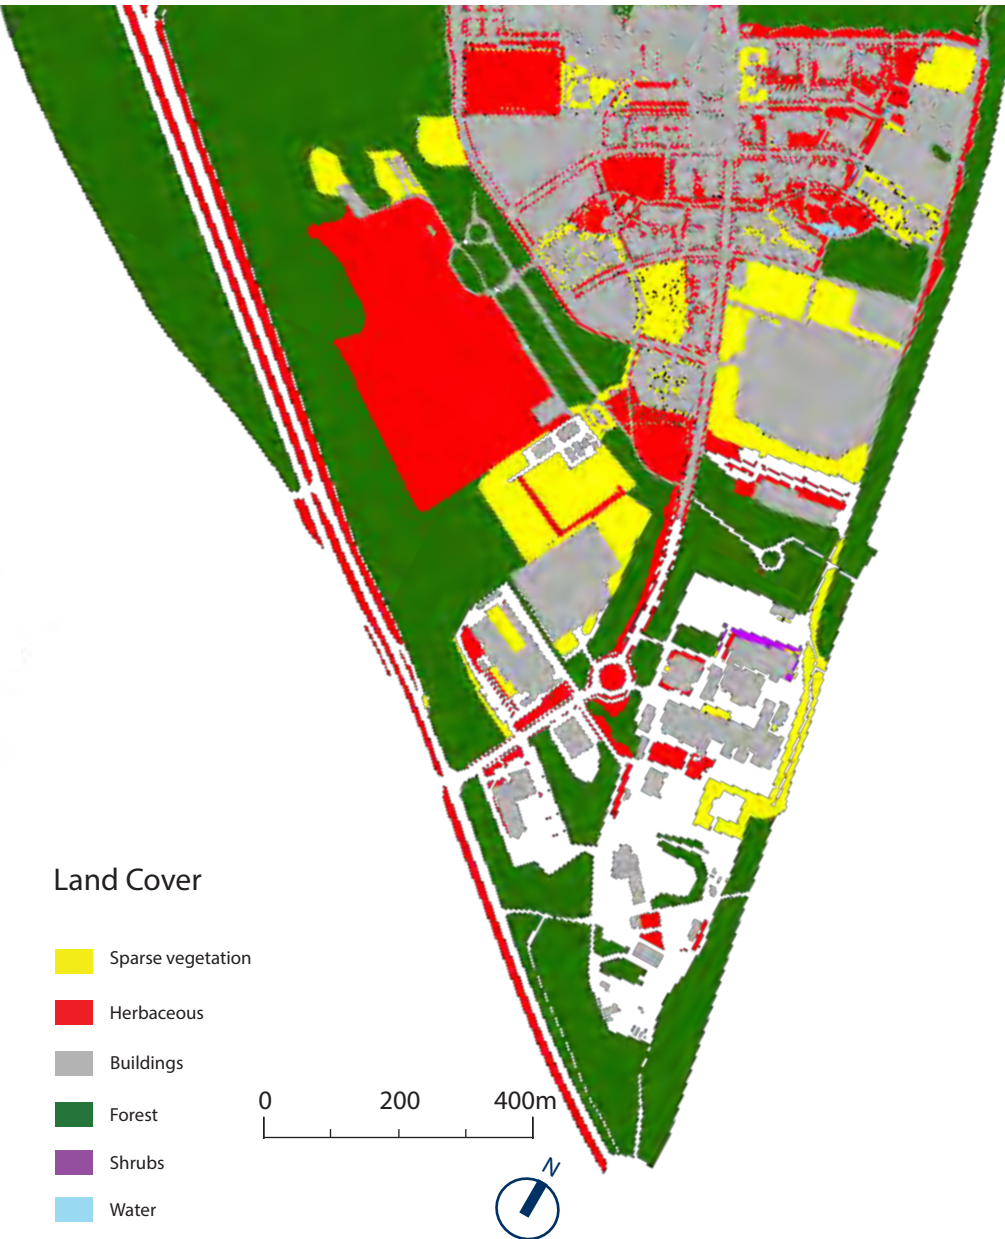 Land Cover
Sparse vegetation
Herbaceous
Buildings
Forest
Shrubs
Water
0 200 400m
N